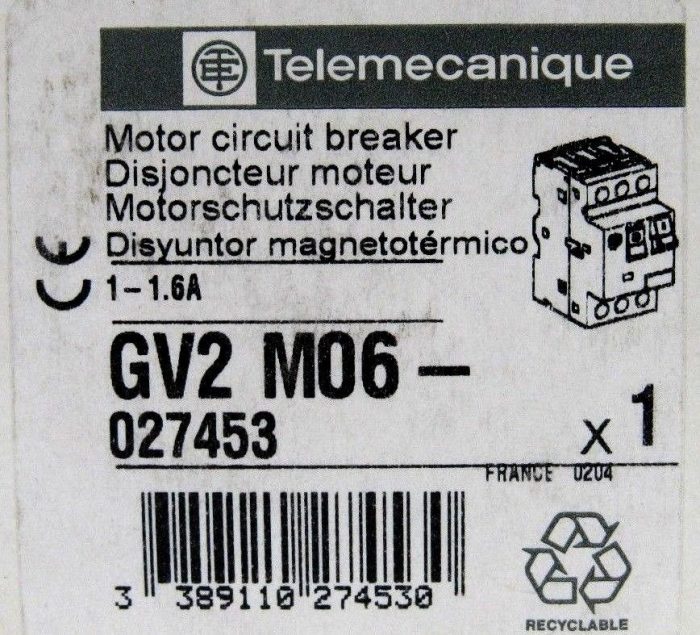 Telemecanique
Motor circuit breaker
Disjoncteur moteur
Motorschutzschalter
Disyuntor magnetotérmico
CE
1-1.6A
GV2 M06 -
027453
x 1
FRANCE 0204
3 389110 274530
RECYCLABLE